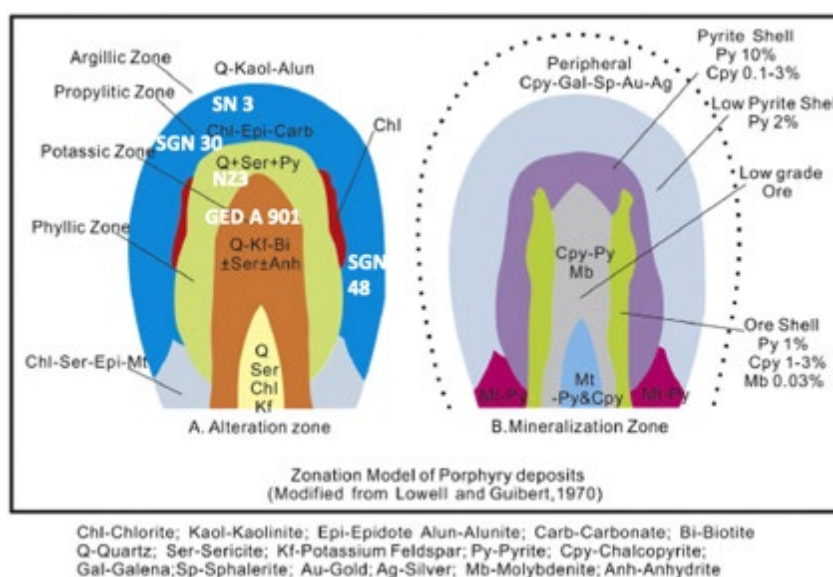 Argillic Zone
Q-Kaol-Alun
Propylitic Zone
SN 3
Chl-Epi-Carb
Chl
SGN 30
Potassic Zone
Q+Ser+Py
NZ3
GED A 901
Phyllic Zone
Q-Kf-Bi
±Ser±Anh
SGN
48
Chl-Ser-Epi-Mt
Q
Ser
Chl
Kf
A. Alteration zone
Pyrite Shell
Py 10%
Cpy 0.1-3%
Peripheral
Cpy-Gal-Sp-Au-Ag
Low Pyrite Shell
Py 2%
Low grade
Ore
Cpy-Py
Mb
Ore Shell
Py 1%
Cpy 1-3%
Mb 0.03%
Mt-Py
Mt
-Py&Cpy
Mt-Py
B.Mineralization Zone
Zonation Model of Porphyry deposits
(Modified from Lowell and Guibert,1970)
Chl-Chlorite; Kaol-Kaolinite; Epi-Epidote Alun-Alunite; Carb-Carbonate; Bi-Biotite
Q-Quartz; Ser-Sericite; Kf-Potassium Feldspar; Py-Pyrite; Cpy-Chalcopyrite;
Gal-Galena;Sp-Sphalerite; Au-Gold; Ag-Silver; Mb-Molybdenite; Anh-Anhydrite